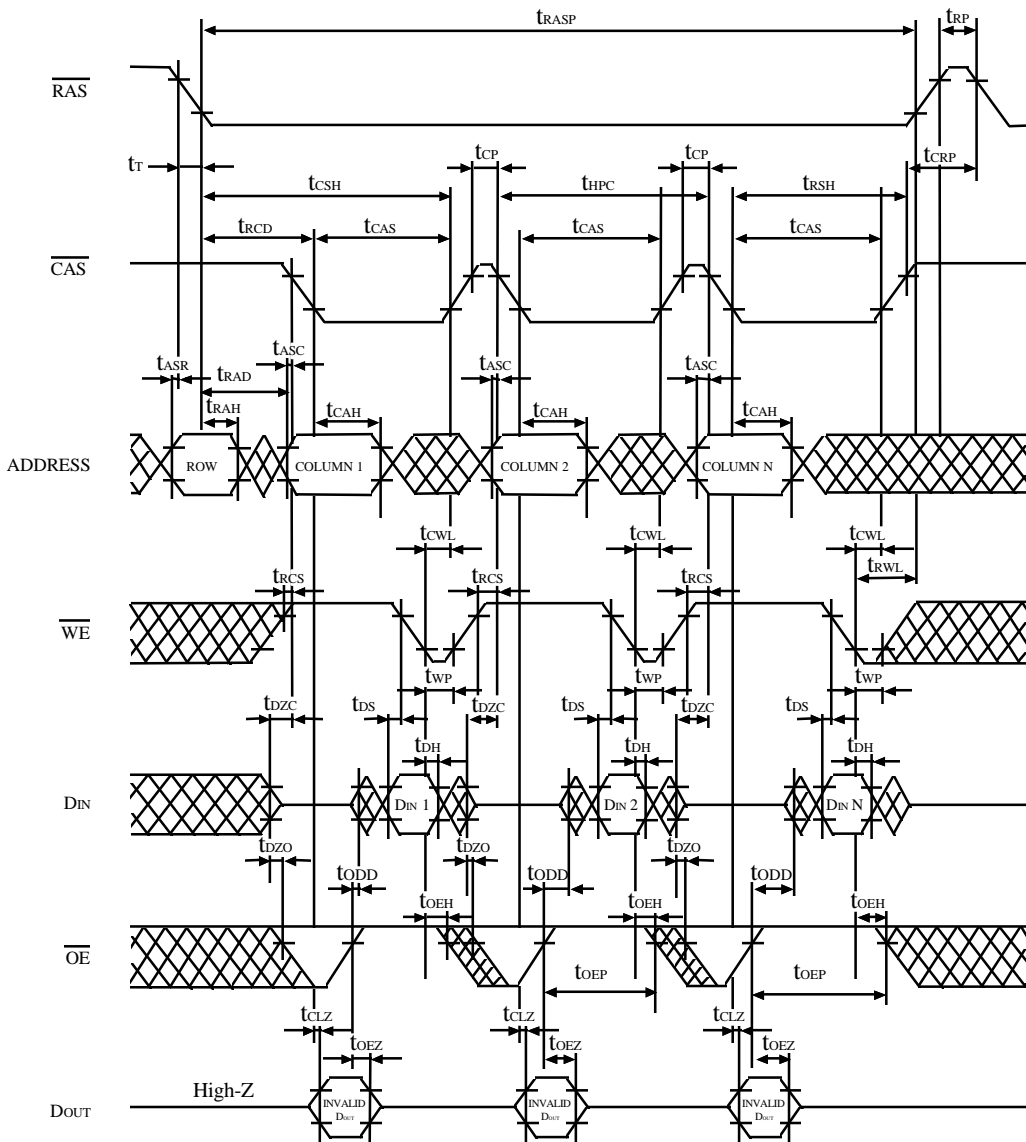 tRASP
tRP
RAS
tT
tCP
tCP
tCRP
tCSH
tHPC
tRSH
tRCD
tCAS
tCAS
tCAS
CAS
tASR
tASC
tRAD
tASC
tASC
tRAH
tCAH
tCAH
tCAH
ADDRESS
ROW
COLUMN 1
COLUMN 2
COLUMN N
tCWL
tCWL
tCWL
tRWL
tRCS
tRCS
tRCS
WE
tWP
tWP
tWP
tDZC
tDS
tDZC
tDS
tDZC
tDS
tDH
tDH
tDH
DIN
DIN 1
DIN 2
DIN N
tDZO
tDZO
tDZO
tODD
tODD
tODD
tOEH
tOEH
tOEH
OE
tOEP
tOEP
tCLZ
tCLZ
tCLZ
tOEZ
tOEZ
tOEZ
High-Z
DOUT
INVALID
DOUT
INVALID
DOUT
INVALID
DOUT